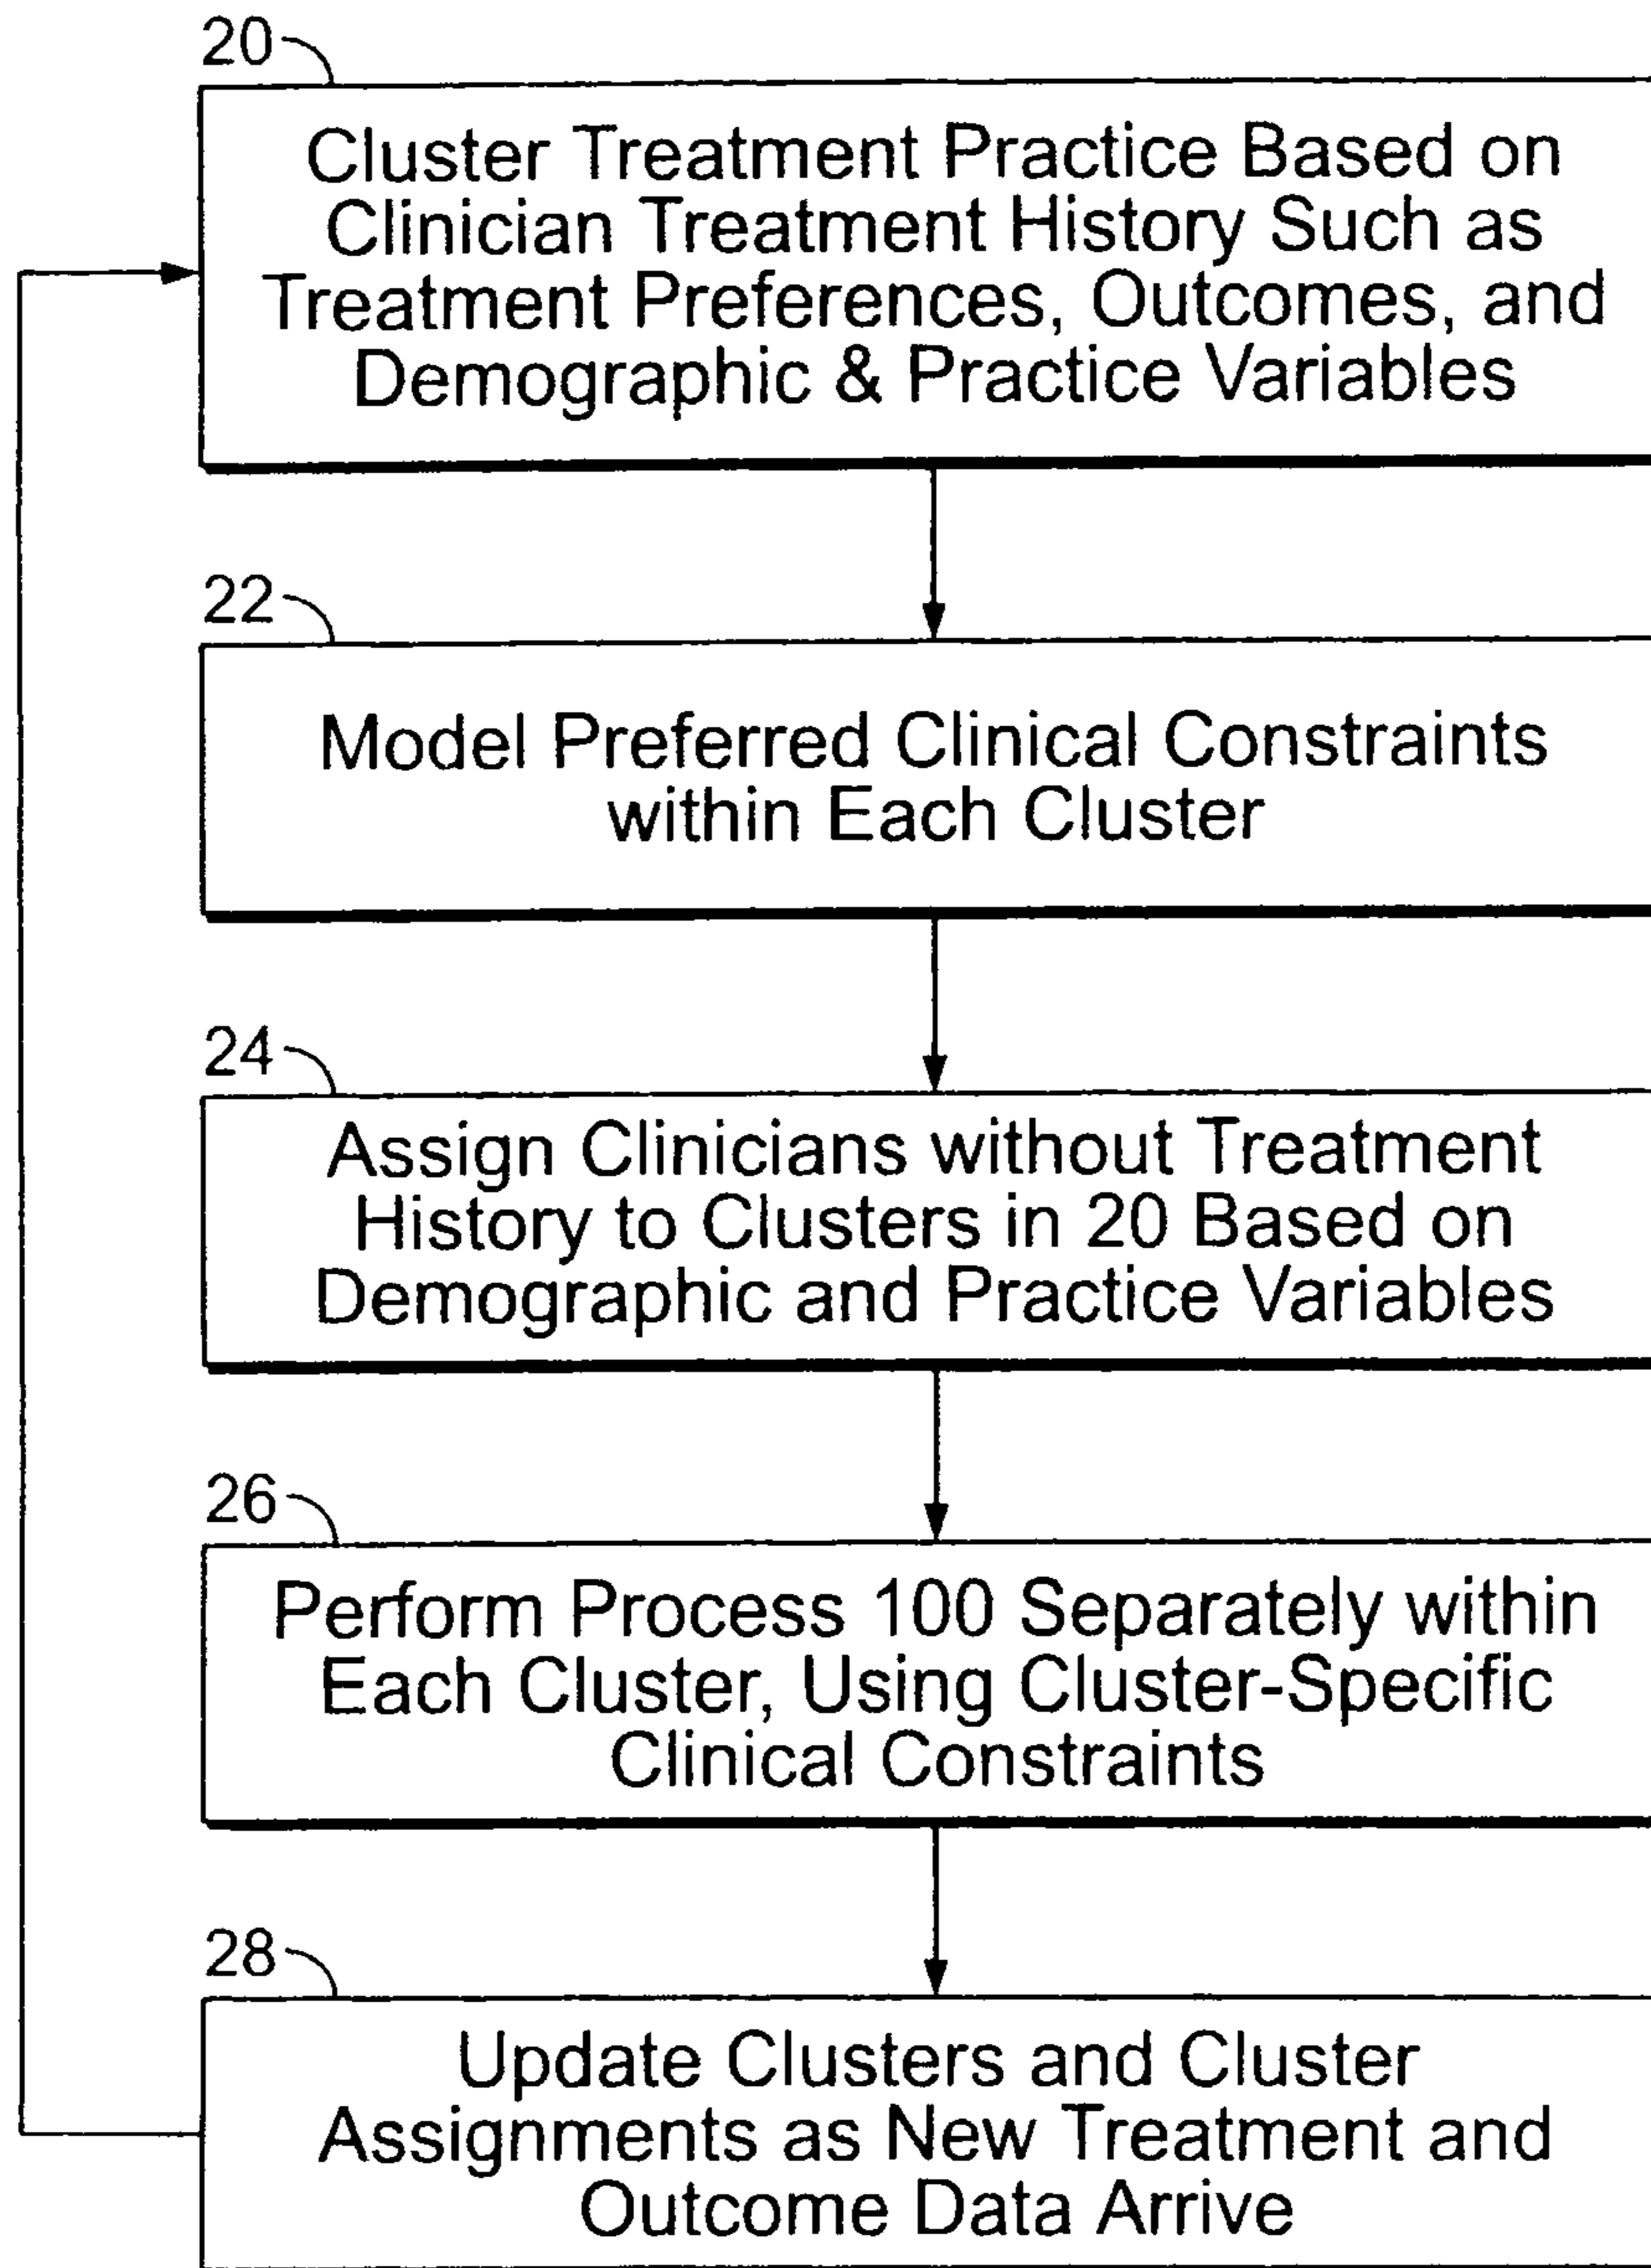 20
Cluster Treatment Practice Based on
Clinician Treatment History Such as
Treatment Preferences, Outcomes, and
Demographic & Practice Variables
22
Model Preferred Clinical Constraints
within Each Cluster
24
Assign Clinicians without Treatment
History to Clusters in 20 Based on
Demographic and Practice Variables
26
Perform Process 100 Separately within
Each Cluster, Using Cluster-Specific
Clinical Constraints
28
Update Clusters and Cluster
Assignments as New Treatment and
Outcome Data Arrive